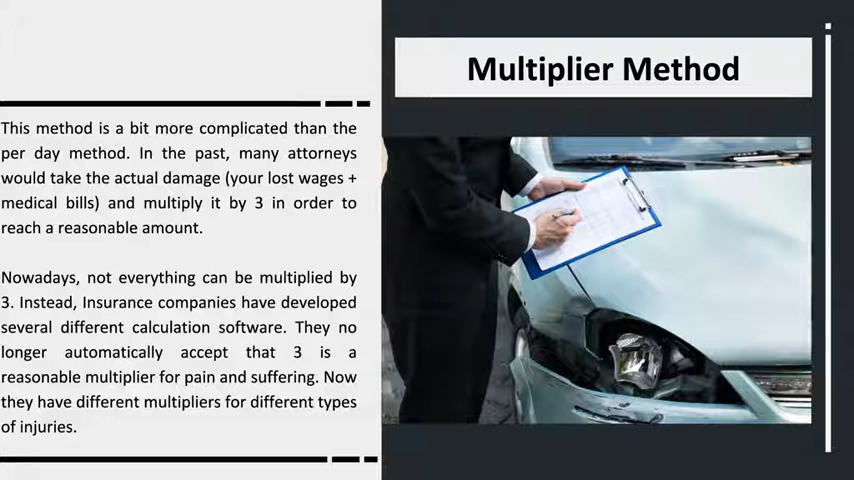 Multiplier Method
This method is a bit more complicated than the
per day method. In the past, many attorneys
would take the actual damage (your lost wages +
medical bills) and multiply it by 3 in order to
reach a reasonable amount.
Nowadays, not everything can be multiplied by
3. Instead, Insurance companies have developed
several different calculation software. They no
longer automatically accept that 3 is a
reasonable multiplier for pain and suffering. Now
they have different multipliers for different types
of injuries.